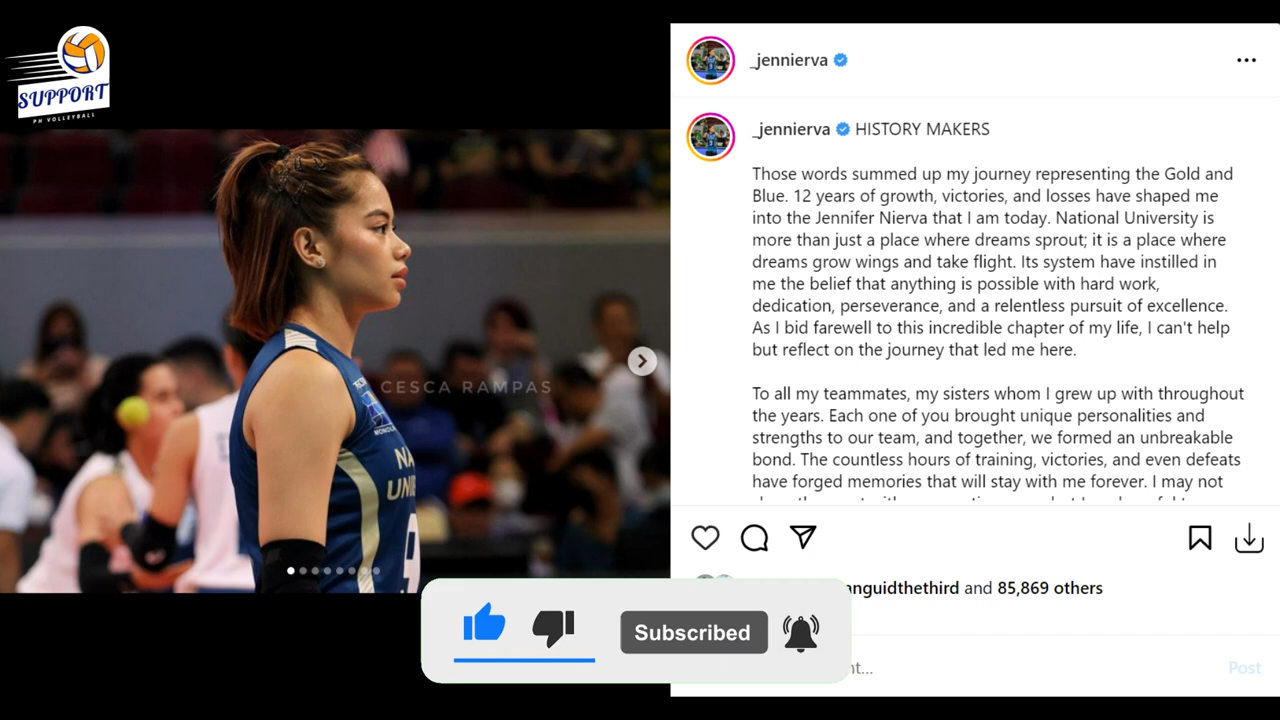 SUPPORT
PH VOLLEYBALL
_jennierva
_jennierva HISTORY MAKERS
Those words summed up my journey representing the Gold and
Blue. 12 years of growth, victories, and losses have shaped me
into the Jennifer Nierva that I am today. National University is
more than just a place where dreams sprout; it is a place where
dreams grow wings and take flight. Its system have instilled in
me the belief that anything is possible with hard work,
dedication, perseverance, and a relentless pursuit of excellence.
As I bid farewell to this incredible chapter of my life, I can't help
but reflect on the journey that led me here.
To all my teammates, my sisters whom I grew up with throughout
the years. Each one of you brought unique personalities and
strengths to our team, and together, we formed an unbreakable
bond. The countless hours of training, victories, and even defeats
have forged memories that will stay with me forever. I may not
CESCA RAMPAS
NA
UNI
9
anguidthethird and 85,869 others
Subscribed
Post